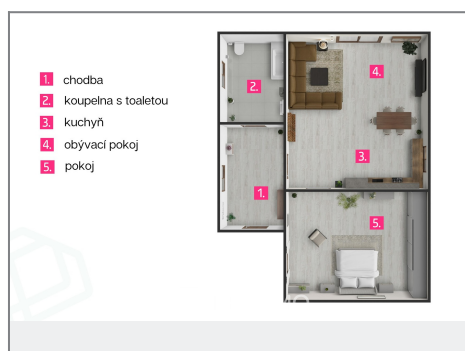 1. chodba
2. koupelna s toaletou
3. kuchyň
4. obývací pokoj
5. pokoj
2.
4.
3.
1.
5.